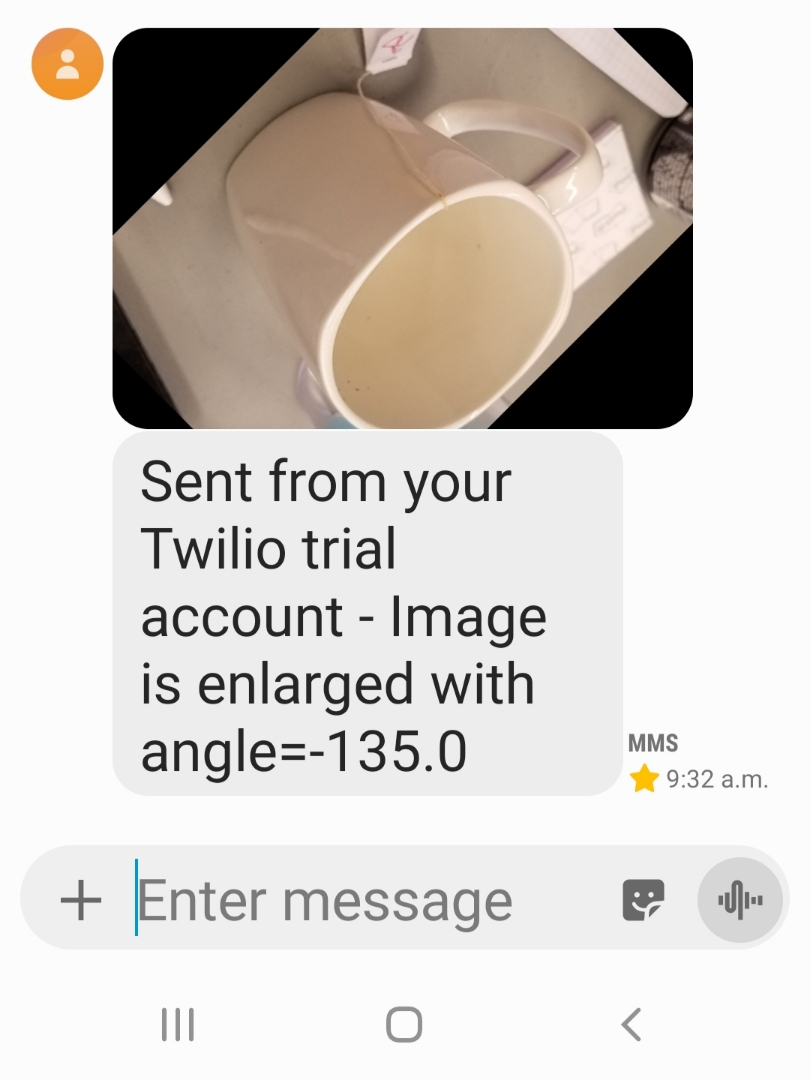 Sent from your
Twilio trial
account - Image
is enlarged with
angle=-135.0
MMS
9:32 a.m.
Enter message